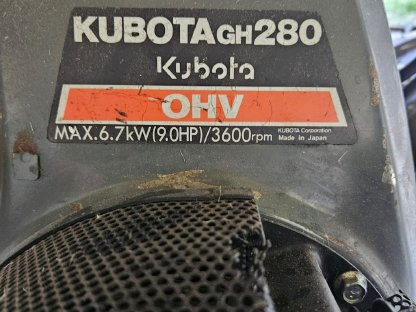 KUBOTA GH280
Kubota
OHV
MAX.6.7kW(9.0HP)/3600rpm
KUBOTA Corporation
Made in Japan